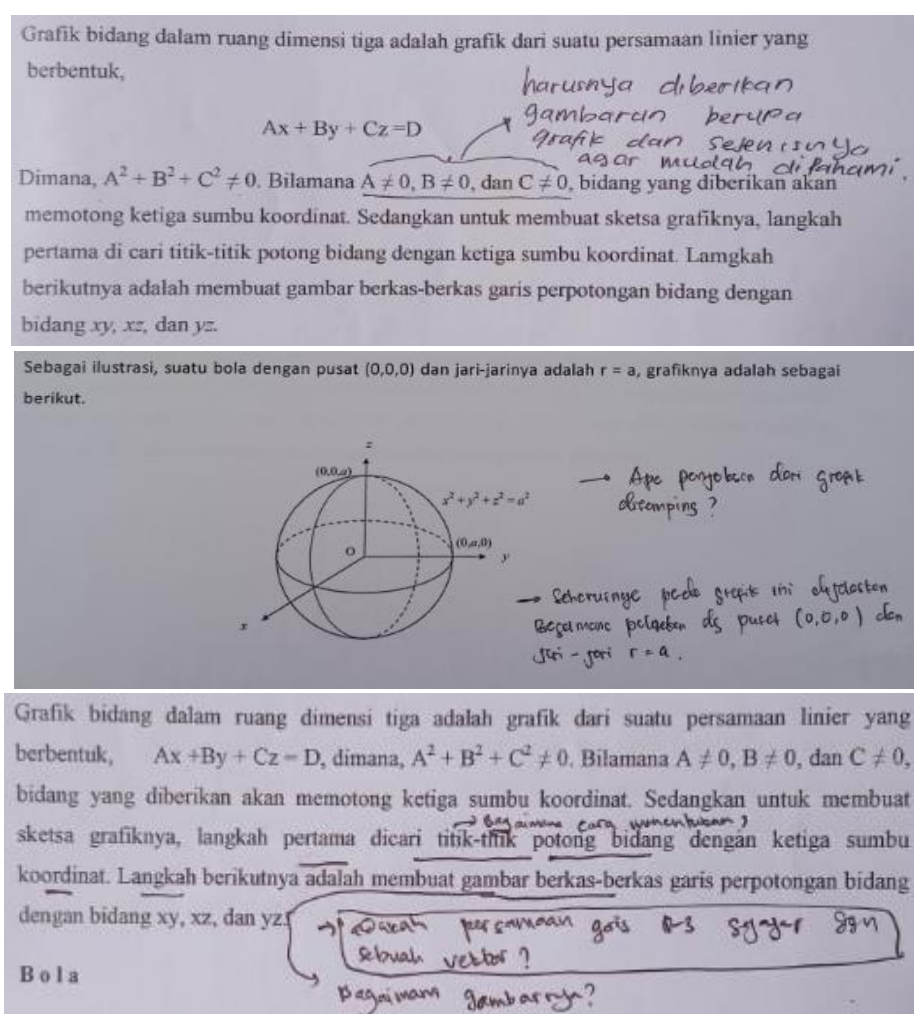 Grafik bidang dalam ruang dimensi tiga adalah grafik dari suatu persamaan linier yang
berbentuk,
harusnya diberikan
gambaran berupa
grafik dan sejenisnya
agar mudah difahami.
Ax + By + Cz =D
Dimana, A² + B² + C² ≠ 0. Bilamana A ≠ 0, B ≠ 0, dan C ≠ 0, bidang yang diberikan akan
memotong ketiga sumbu koordinat. Sedangkan untuk membuat sketsa grafiknya, langkah
pertama di cari titik-titik potong bidang dengan ketiga sumbu koordinat. Lamgkah
berikutnya adalah membuat gambar berkas-berkas garis perpotongan bidang dengan
bidang xy, xz, dan yz.
Sebagai ilustrasi, suatu bola dengan pusat (0,0,0) dan jari-jarinya adalah r = a, grafiknya adalah sebagai
berikut.
z
(0,0,a)
x² + y² + z² = a²
(0,a,0)
O
y
x
→ Apa dari grafik
disamping ?
→ Seharusnya pada grafik ini dijelaskan
Bagaimana dg pusat (0,0,0) dan
jari - jari r = a .
Grafik bidang dalam ruang dimensi tiga adalah grafik dari suatu persamaan linier yang
berbentuk, Ax +By + Cz = D, dimana, A² + B² + C² ≠ 0. Bilamana A ≠ 0, B ≠ 0, dan C ≠ 0,
bidang yang diberikan akan memotong ketiga sumbu koordinat. Sedangkan untuk membuat
→ Bagaimana cara menentukan ?
sketsa grafiknya, langkah pertama dicari titik-titik potong bidang dengan ketiga sumbu
koordinat. Langkah berikutnya adalah membuat gambar berkas-berkas garis perpotongan bidang
dengan bidang xy, xz, dan yz.
→ persamaan garis sejajar dgn
sebuah vektor ?
Bola
Bagaimana gambarnya?